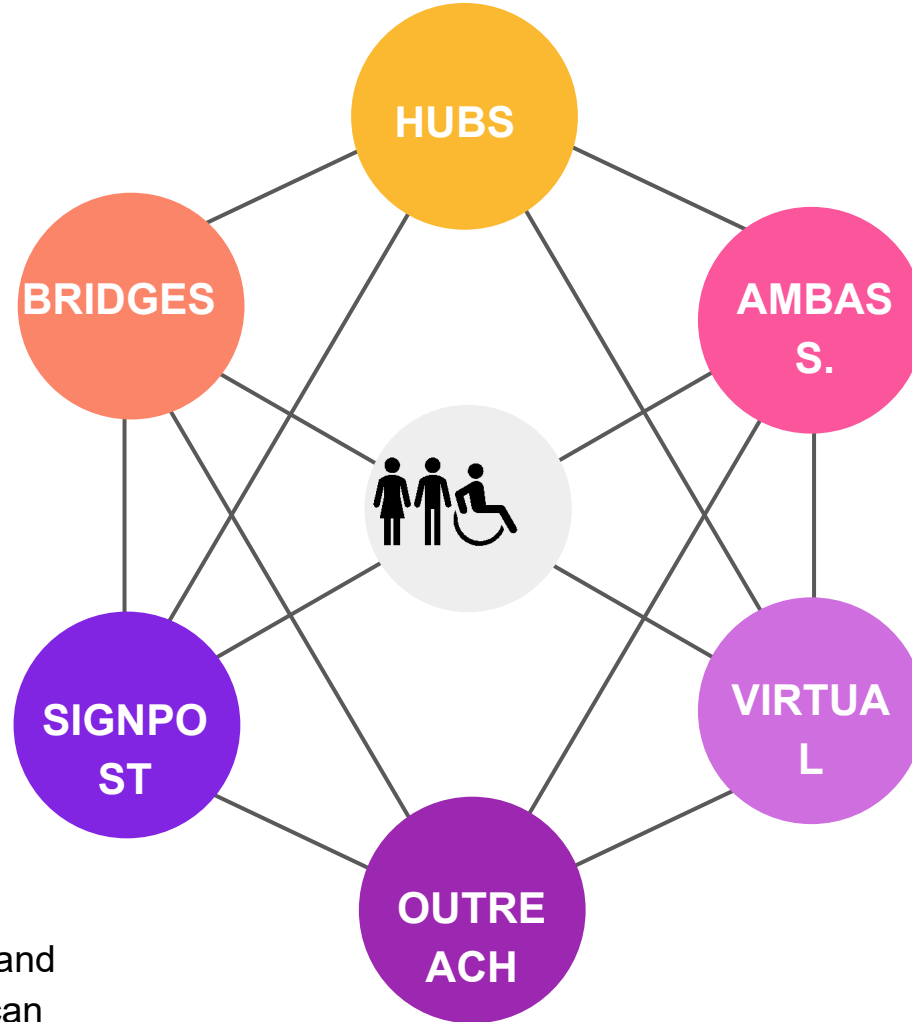 HUBS
BRIDGES
AMBAS
S.
SIGNPO
ST
VIRTUA
L
OUTRE
ACH
and
can